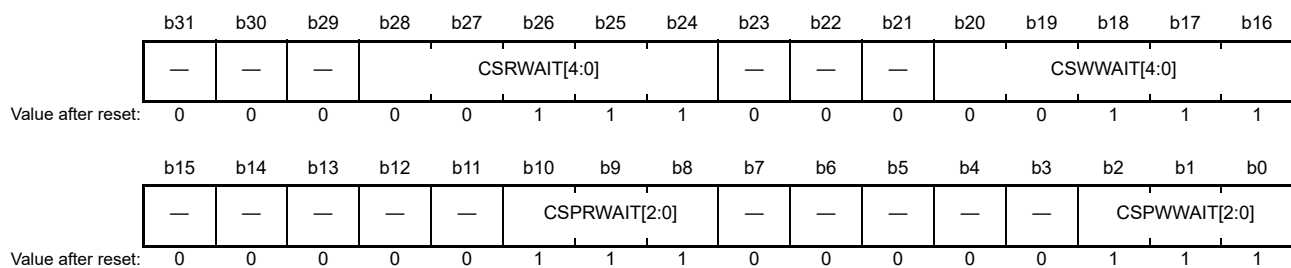 b31 b30 b29 b28 b27 b26 b25 b24 b23 b22 b21 b20 b19 b18 b17 b16
— — — CSRWAIT[4:0] — — — CSWWAIT[4:0]
Value after reset: 0 0 0 0 0 1 1 1 0 0 0 0 0 1 1 1
b15 b14 b13 b12 b11 b10 b9 b8 b7 b6 b5 b4 b3 b2 b1 b0
— — — — — CSPRWAIT[2:0] — — — — — CSPWWAIT[2:0]
Value after reset: 0 0 0 0 0 1 1 1 0 0 0 0 0 1 1 1